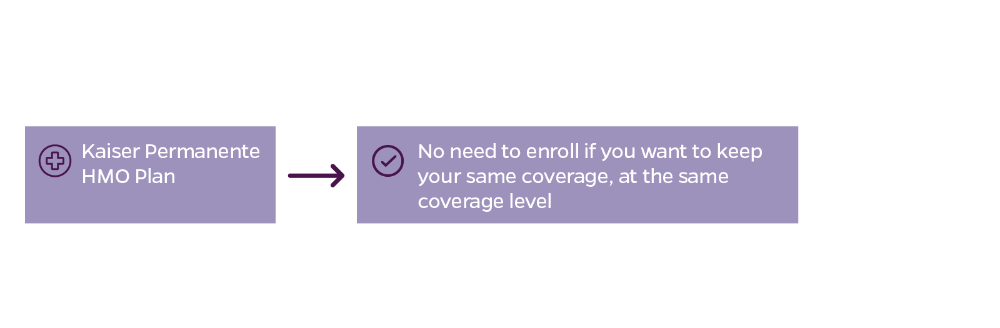 Kaiser Permanente
HMO Plan
No need to enroll if you want to keep
your same coverage, at the same
coverage level